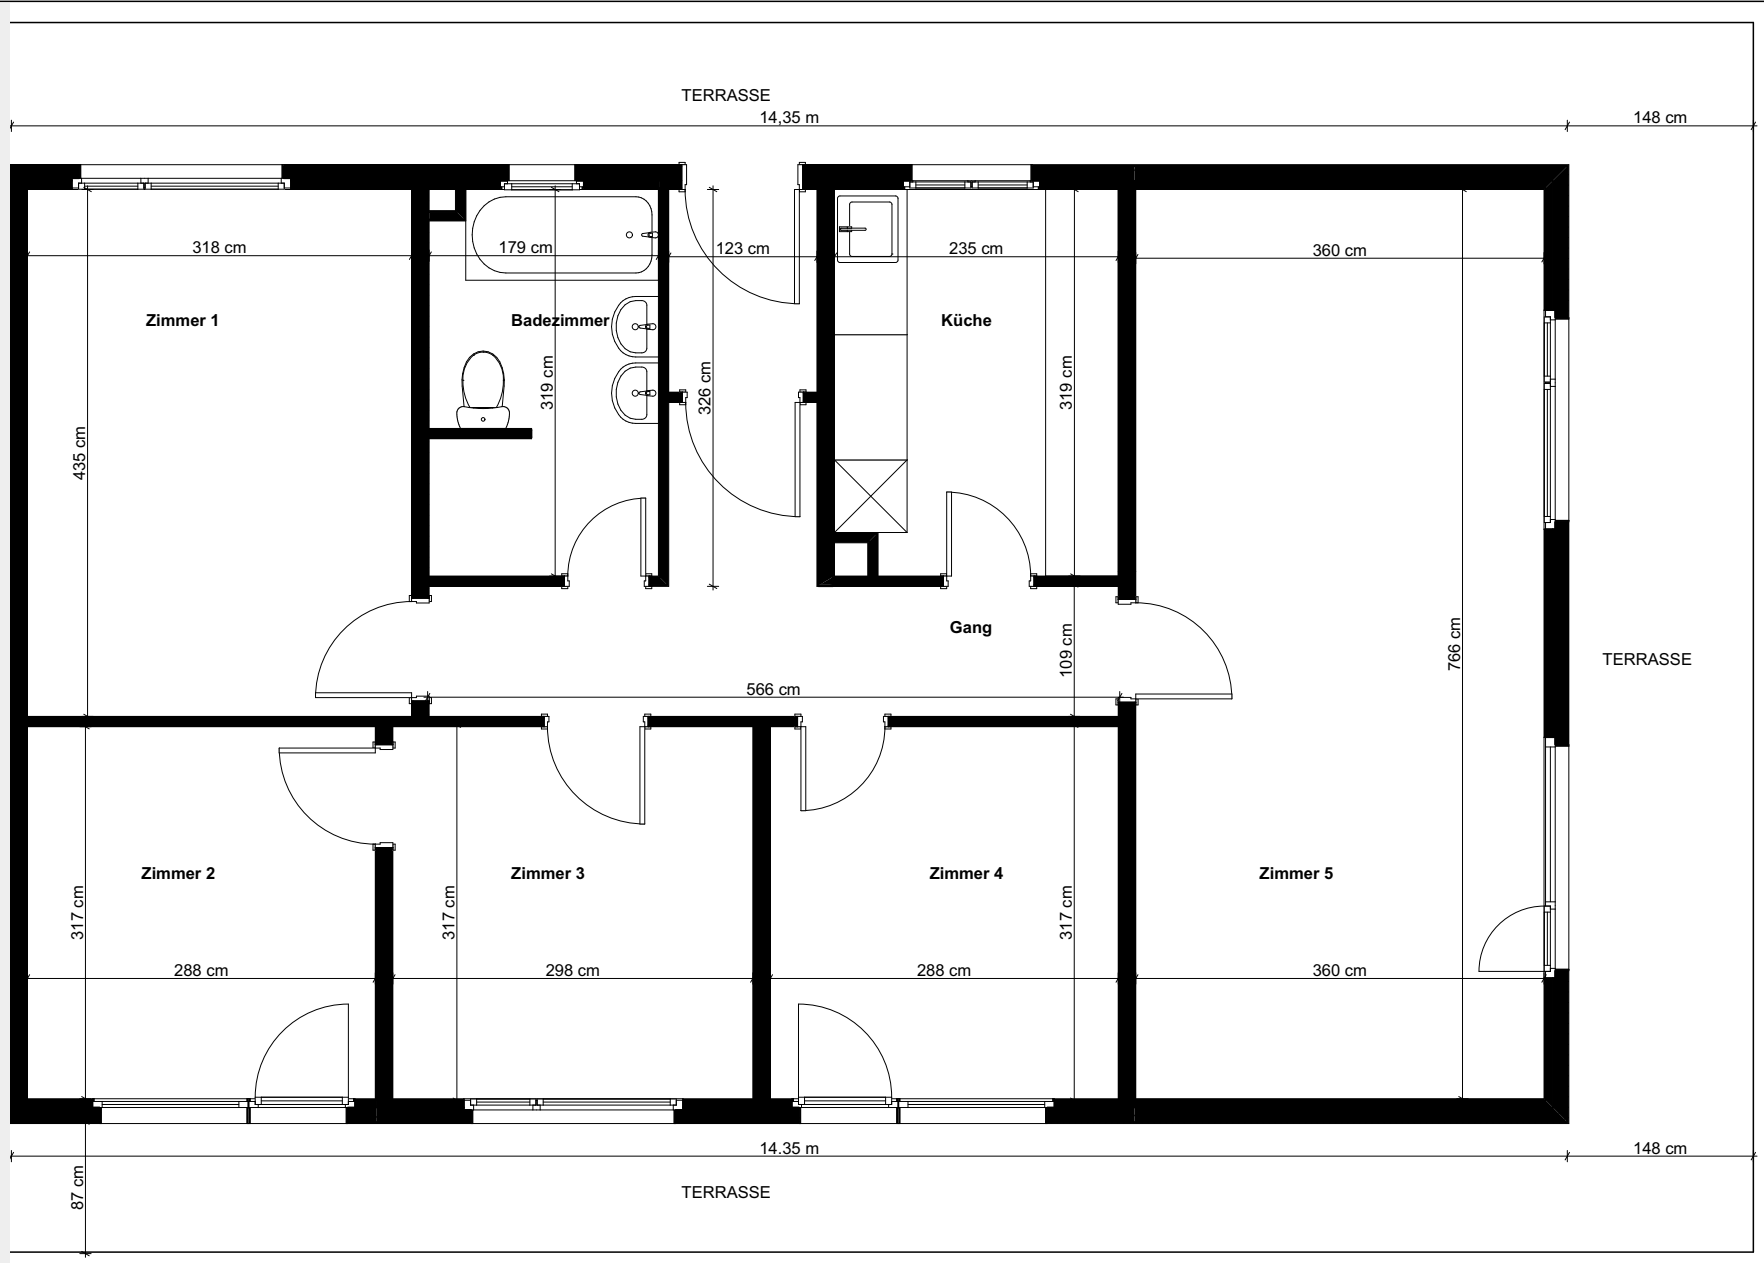 TERRASSE
14,35 m
148 cm
318 cm
179 cm
123 cm
235 cm
360 cm
Zimmer 1
Badezimmer
Küche
319 cm
326 cm
319 cm
435 cm
Gang
109 cm
766 cm
TERRASSE
566 cm
Zimmer 2
Zimmer 3
Zimmer 4
Zimmer 5
317 cm
317 cm
317 cm
288 cm
298 cm
288 cm
360 cm
14.35 m
148 cm
87 cm
TERRASSE